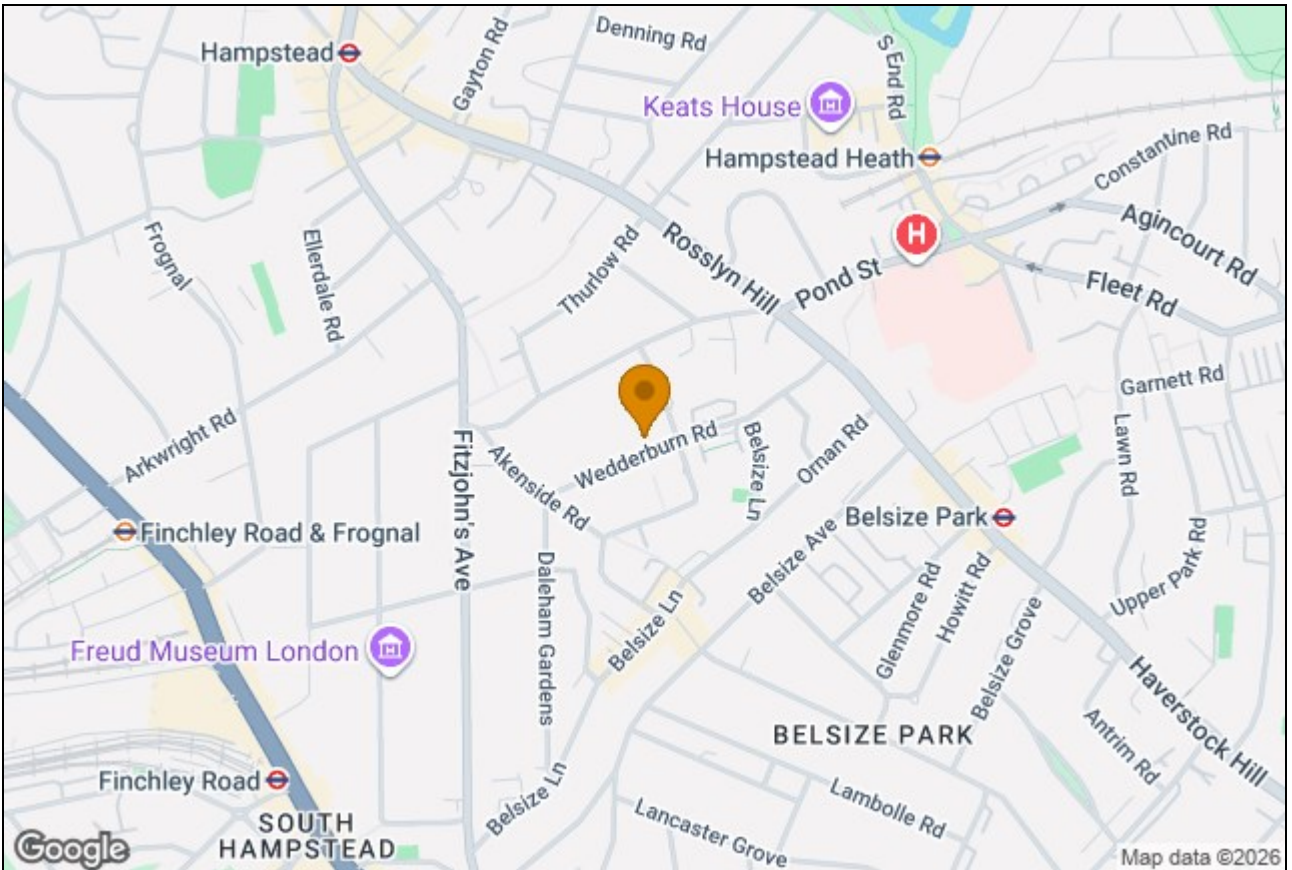 Hampstead
Gayton Rd
Denning Rd
S End Rd
Keats House
Hampstead Heath
Constantine Rd
Agincourt Rd
H
Frognal
Ellerdale Rd
Thurlow Rd
Rosslyn Hill
Pond St
Fleet Rd
Garnett Rd
Arkwright Rd
Fitzjohn's Ave
Akenside Rd
Wedderburn Rd
Belsize Ln
Ornan Rd
Lawn Rd
Finchley Road & Frognal
Belsize Park
Daleham Gardens
Belsize Ave
Glenmore Rd
Howitt Rd
Upper Park Rd
Belsize Ln
Belsize Grove
Freud Museum London
Haverstock Hill
BELSIZE PARK
Antrim Rd
Finchley Road
Belsize Ln
Lambolle Rd
SOUTH
HAMPSTEAD
Lancaster Grove
Google
Map data ©2026